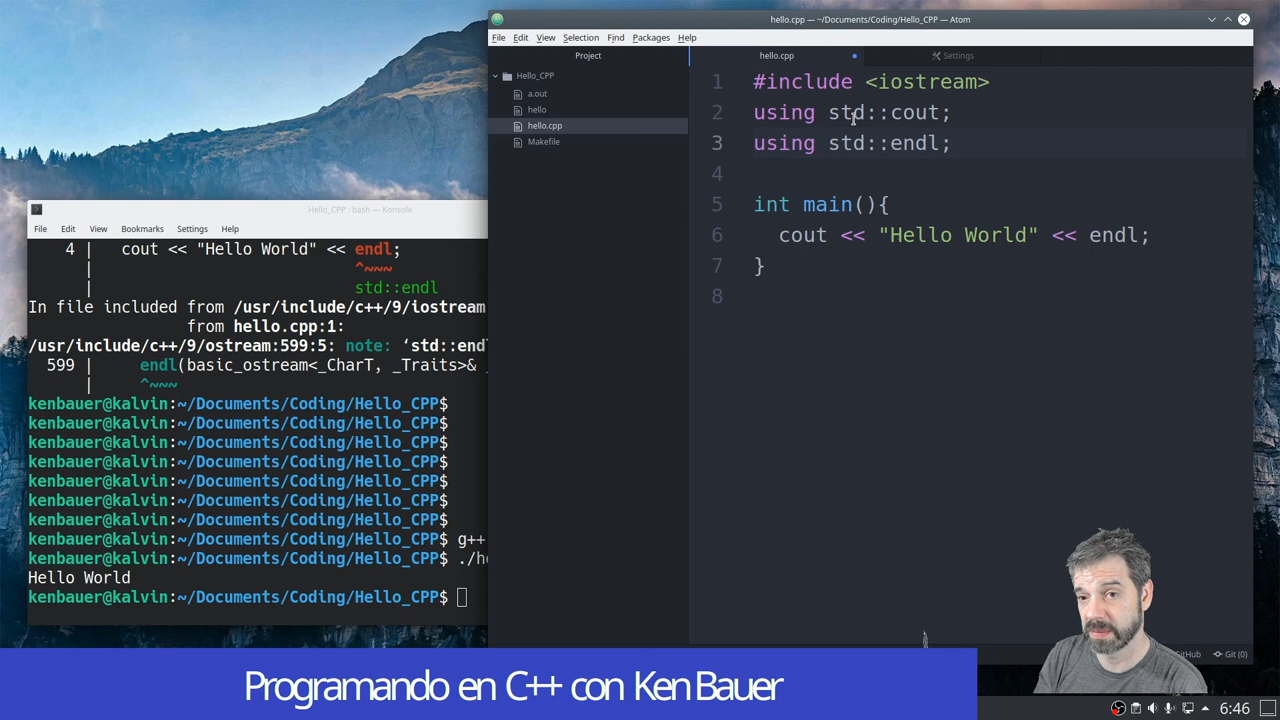 hello.cpp — ~/Documents/Coding/Hello_CPP — Atom
File Edit View Selection Find Packages Help
Project
hello.cpp
Settings
Hello_CPP
a.out
hello
hello.cpp
Makefile
1 #include <iostream>
2 using std::cout;
3 using std::endl;
4
5 int main(){
6 cout << "Hello World" << endl;
7 }
8
Hello_CPP : bash — Konsole
File Edit View Bookmarks Settings Help
4 | cout << "Hello World" << endl;
| ^~~~
| std::endl
In file included from /usr/include/c++/9/iostream
from hello.cpp:1:
/usr/include/c++/9/ostream:599:5: note: ‘std::end
599 | endl(basic_ostream<_CharT, _Traits>& _
| ^~~~
kenbauer@kalvin:~/Documents/Coding/Hello_CPP$
kenbauer@kalvin:~/Documents/Coding/Hello_CPP$
kenbauer@kalvin:~/Documents/Coding/Hello_CPP$
kenbauer@kalvin:~/Documents/Coding/Hello_CPP$
kenbauer@kalvin:~/Documents/Coding/Hello_CPP$
kenbauer@kalvin:~/Documents/Coding/Hello_CPP$
kenbauer@kalvin:~/Documents/Coding/Hello_CPP$
kenbauer@kalvin:~/Documents/Coding/Hello_CPP$ g++
kenbauer@kalvin:~/Documents/Coding/Hello_CPP$ ./h
Hello World
kenbauer@kalvin:~/Documents/Coding/Hello_CPP$
GitHub Git (0)
Programando en C++ con Ken Bauer
6:46